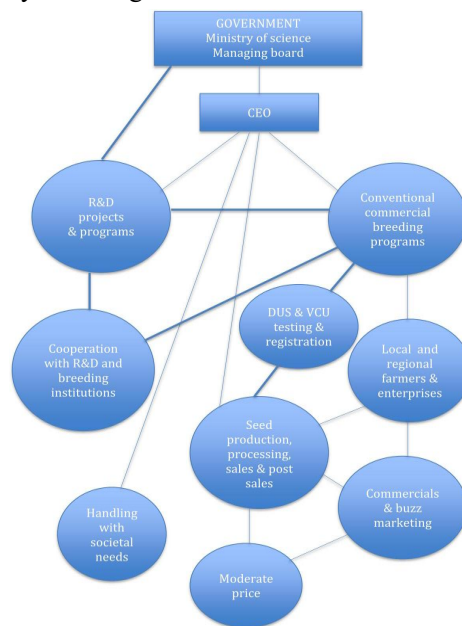 GOVERNMENT
Ministry of science
Managing board
CEO
R&D
projects
& programs
Conventional
commercial
breeding
programs
DUS & VCU
testing &
registration
Cooperation
with R&D and
breeding
institutions
Local and
regional
farmers &
enterprises
Seed
production,
processing,
sales & post
sales
Commercials
& buzz
marketing
Handling
with
societal
needs
Moderate
price